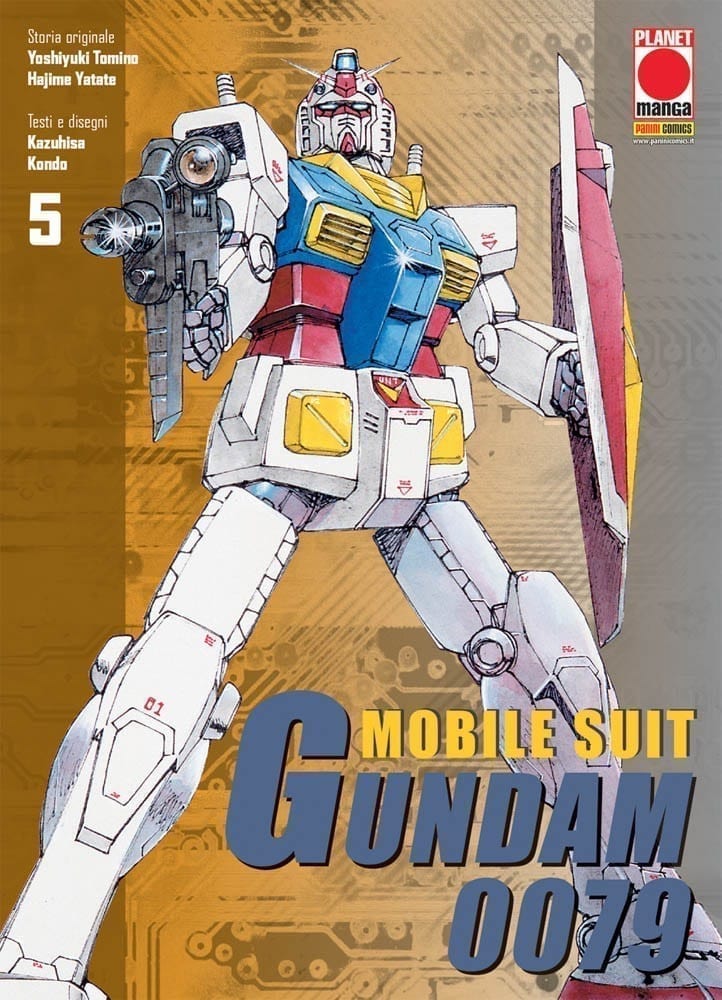 Storia originale
Yoshiyuki Tomino
Hajime Yatate
Testi e disegni
Kazuhisa
Kondo
5
PLANET
manga
PANINI COMICS
www.paninicomics.it
01
MOBILE SUIT
GUNDAM
0079